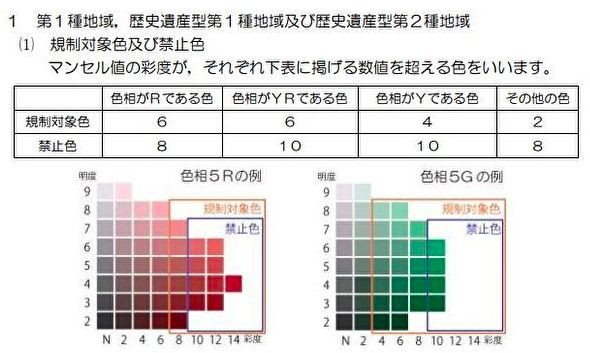 １　第１種地域，歴史遺産型第１種地域及び歴史遺産型第２種地域
⑴　規制対象色及び禁止色
マンセル値の彩度が，それぞれ下表に掲げる数値を超える色をいいます。
色相がＲである色　色相がＹＲである色　色相がＹである色　その他の色
規制対象色　６　６　４　２
禁止色　８　１０　１０　８
明度　色相５Ｒの例
9
8
7
6
5
4
3
2
規制対象色
禁止色
N 2 4 6 8 10 12 14 彩度
明度　色相5Gの例
9
8
7
6
5
4
3
2
規制対象色
禁止色
N 2 4 6 8 10 12 14 彩度